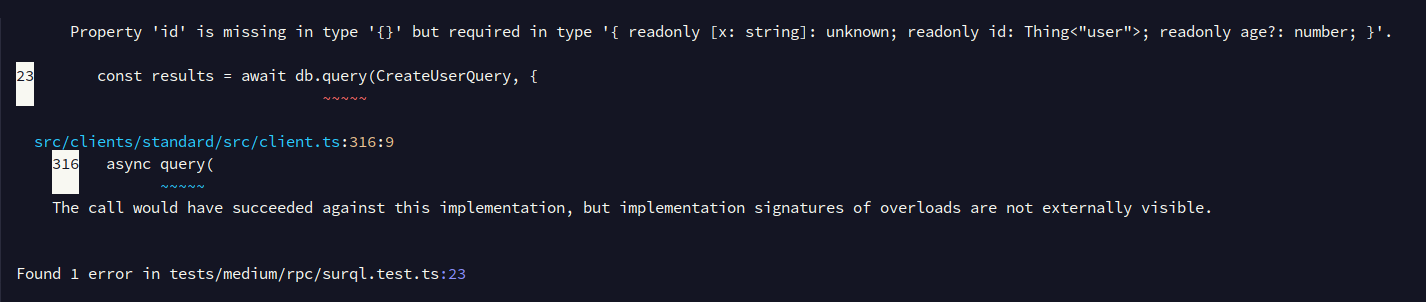 Property 'id' is missing in type '{}' but required in type '{ readonly [x: string]: unknown; readonly id: Thing<"user">; readonly age?: number; }'.
23 const results = await db.query(CreateUserQuery, {
~~~~~
src/clients/standard/src/client.ts:316:9
316 async query(
~~~~~
The call would have succeeded against this implementation, but implementation signatures of overloads are not externally visible.
Found 1 error in tests/medium/rpc/surql.test.ts:23